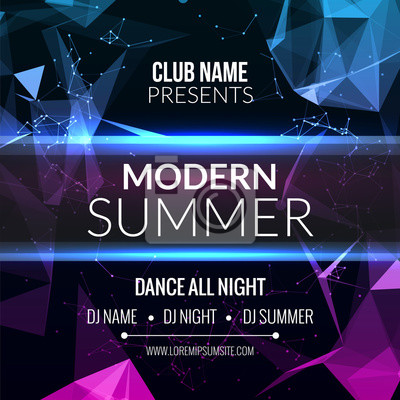 CLUB NAME
PRESENTS
MODERN
SUMMER
DANCE ALL NIGHT
DJ NAME • DJ NIGHT • DJ SUMMER
WWW.LOREMIPSUMSITE.COM